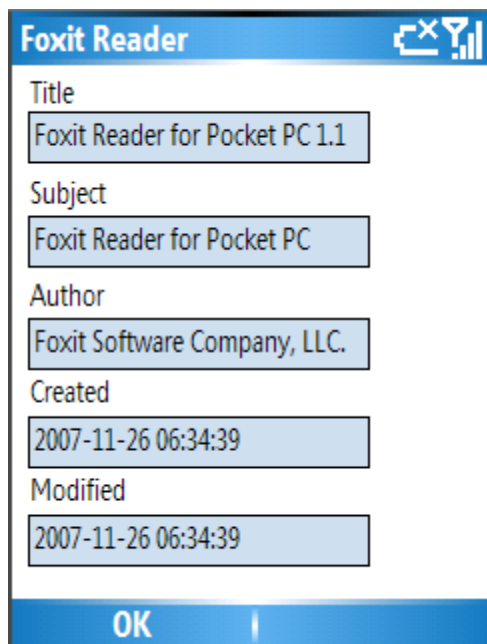 Foxit Reader
Title
Foxit Reader for Pocket PC 1.1
Subject
Foxit Reader for Pocket PC
Author
Foxit Software Company, LLC.
Created
2007-11-26 06:34:39
Modified
2007-11-26 06:34:39
OK